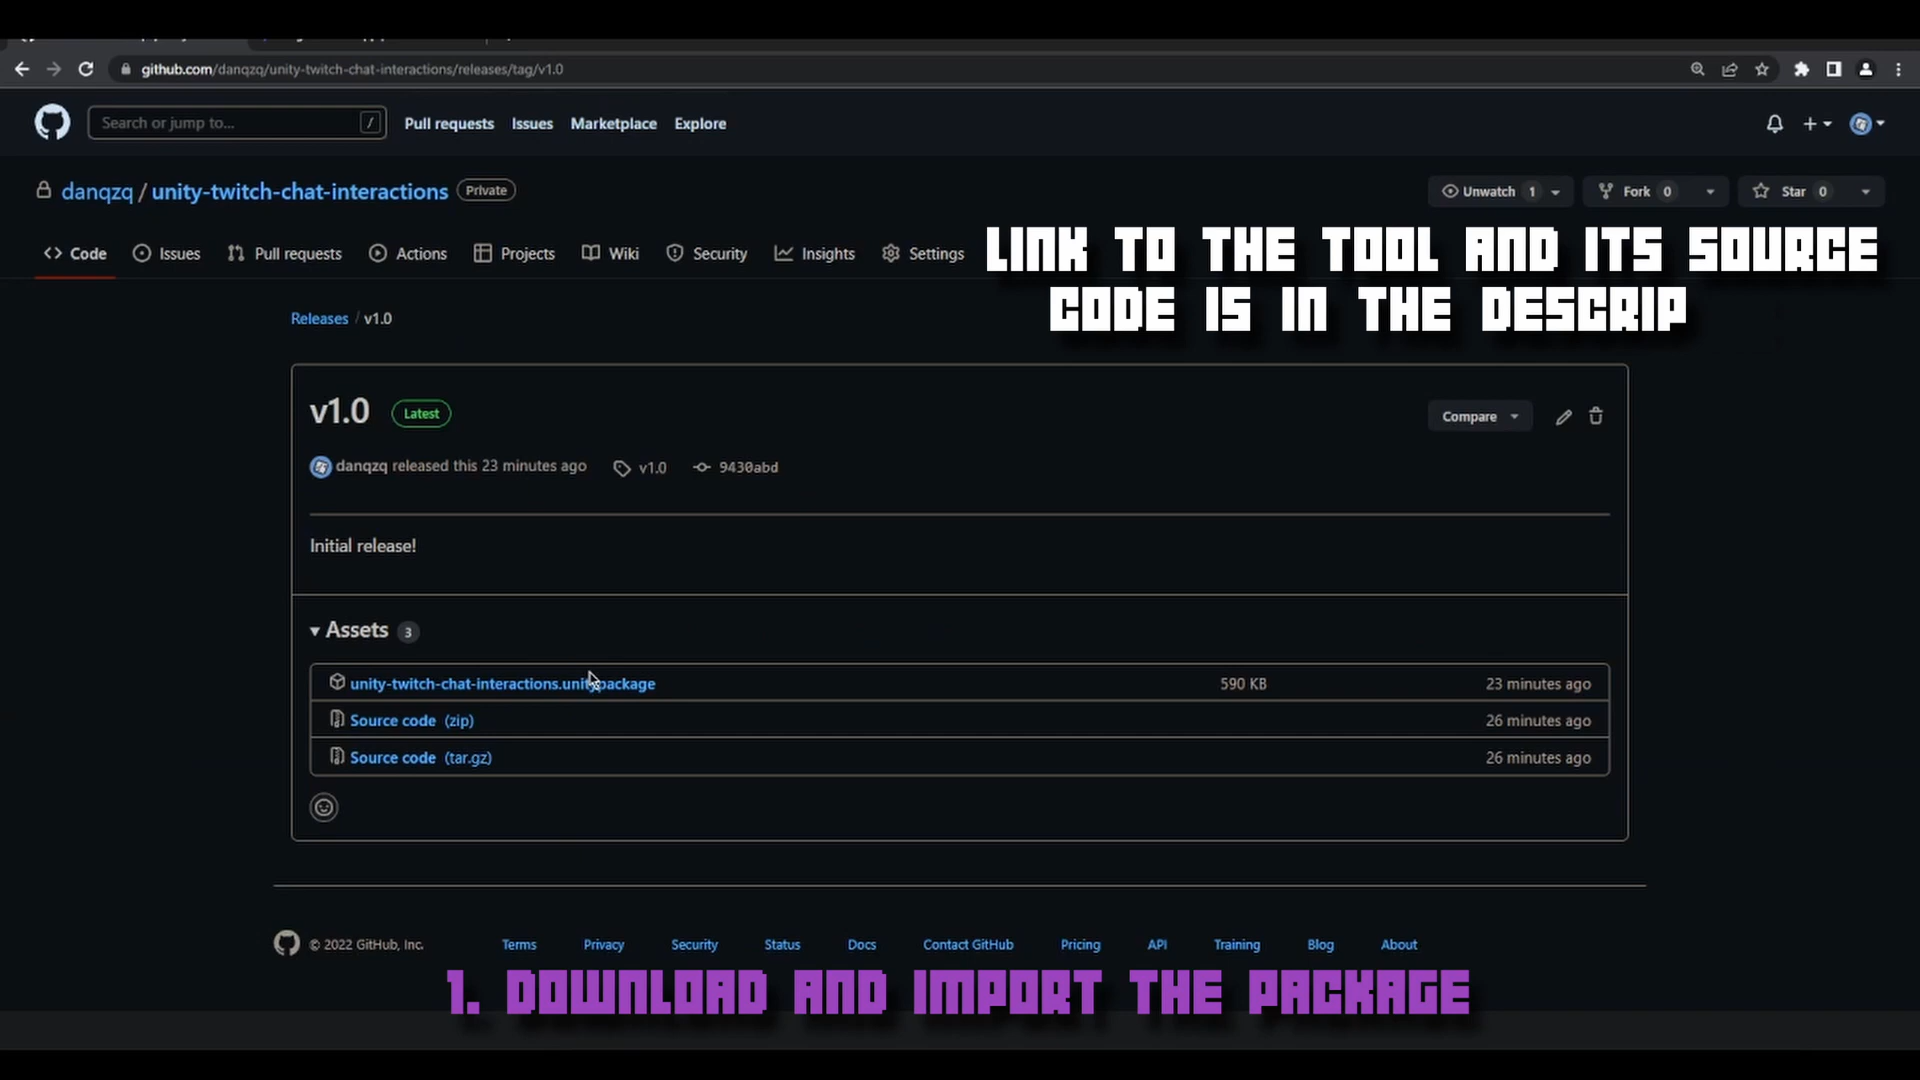 github.com/danqzq/unity-twitch-chat-interactions/releases/tag/v1.0
Search or jump to... /
Pull requests Issues Marketplace Explore
danqzq / unity-twitch-chat-interactions Private
Unwatch 1 Fork 0 Star 0
Code Issues Pull requests Actions Projects Wiki Security Insights Settings
LINK TO THE TOOL AND ITS SOURCE
CODE IS IN THE DESCRIP
Releases / v1.0
v1.0 Latest
Compare
danqzq released this 23 minutes ago v1.0 9430abd
Initial release!
Assets 3
unity-twitch-chat-interactions.unitypackage 590 KB 23 minutes ago
Source code (zip) 26 minutes ago
Source code (tar.gz) 26 minutes ago
© 2022 GitHub, Inc. Terms Privacy Security Status Docs Contact GitHub Pricing API Training Blog About
1. DOWNLOAD AND IMPORT THE PACKAGE